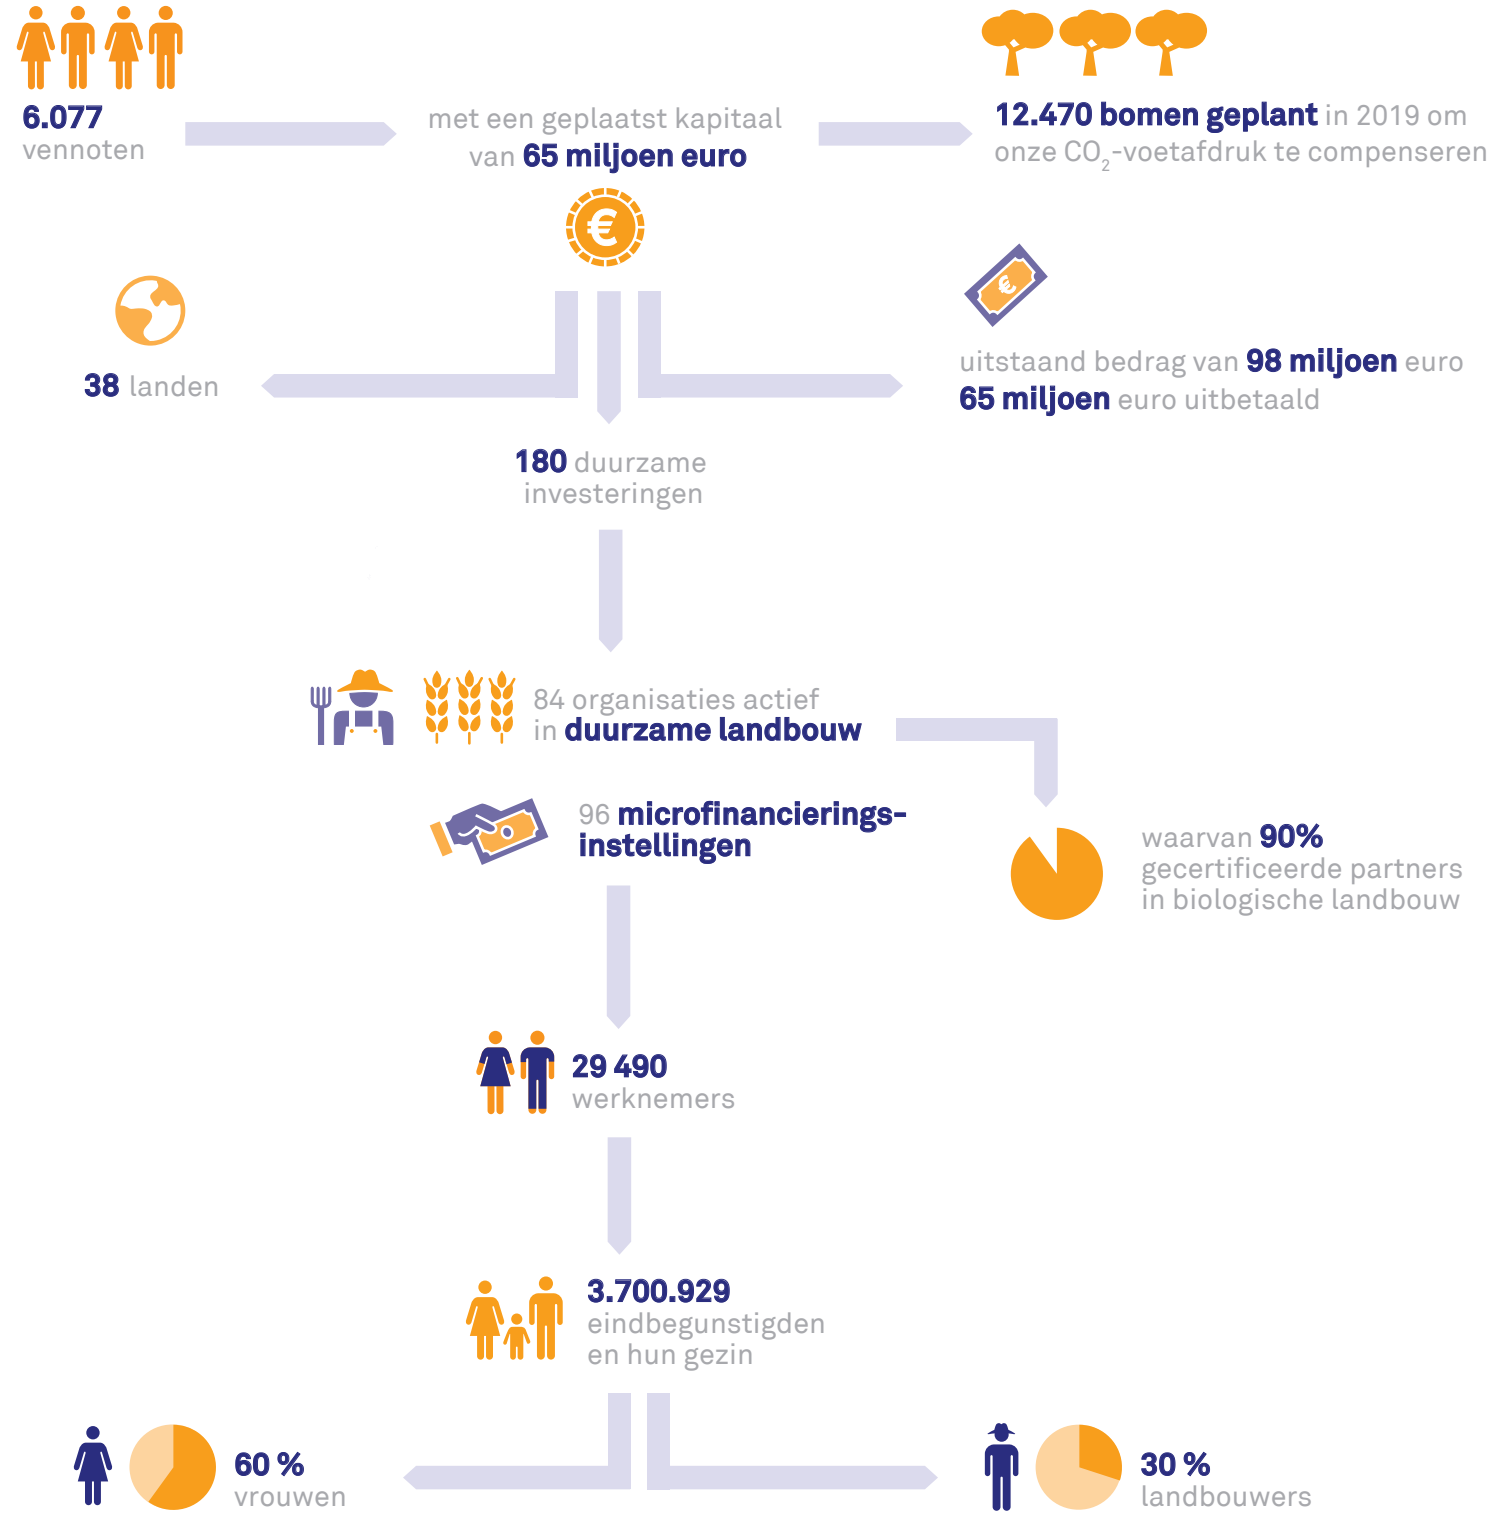 6.077
vennoten
met een geplaatst kapitaal
van 65 miljoen euro
€
12.470 bomen geplant in 2019 om
onze CO₂-voetafdruk te compenseren
38 landen
€
uitstaand bedrag van 98 miljoen euro
65 miljoen euro uitbetaald
180 duurzame
investeringen
84 organisaties actief
in duurzame landbouw
96 microfinancierings-
instellingen
waarvan 90%
gecertificeerde partners
in biologische landbouw
29 490
werknemers
3.700.929
eindbegunstigden
en hun gezin
60 %
vrouwen
30 %
landbouwers